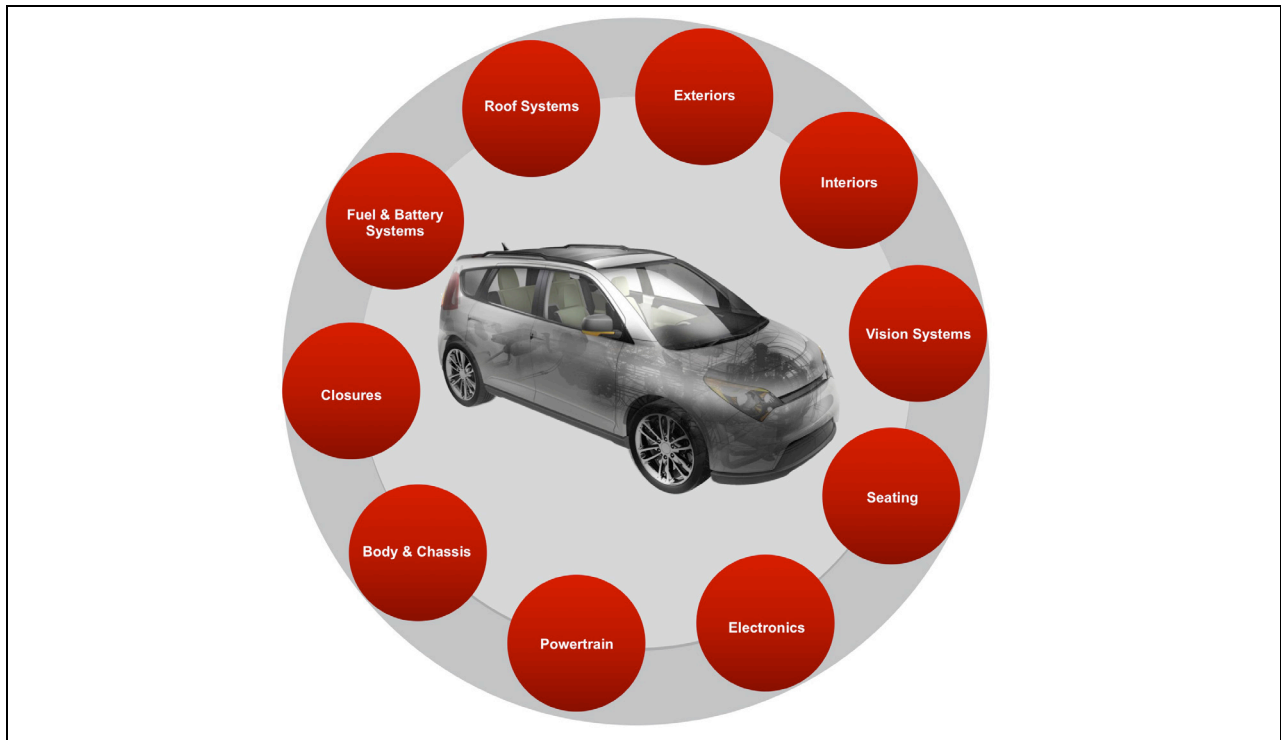 Exteriors
Roof Systems
Interiors
Fuel & Battery
Systems
Vision Systems
Closures
Seating
Body & Chassis
Electronics
Powertrain